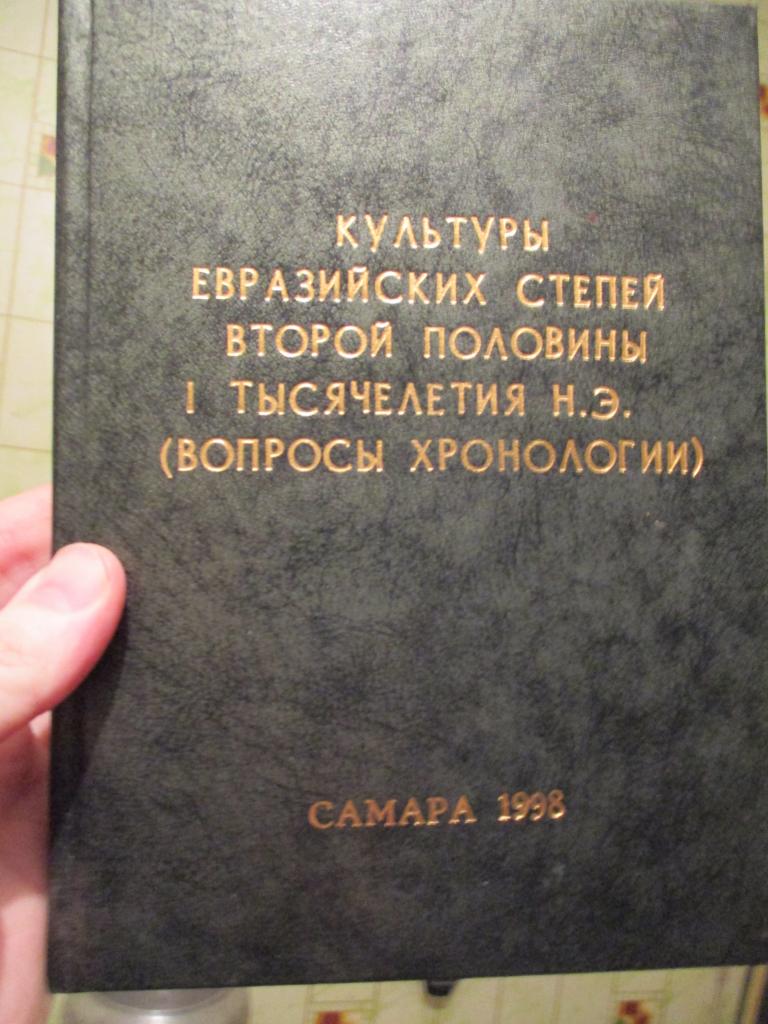 КУЛЬТУРЫ
ЕВРАЗИЙСКИХ СТЕПЕЙ
ВТОРОЙ ПОЛОВИНЫ
I ТЫСЯЧЕЛЕТИЯ Н.Э.
(ВОПРОСЫ ХРОНОЛОГИИ)
САМАРА 1998